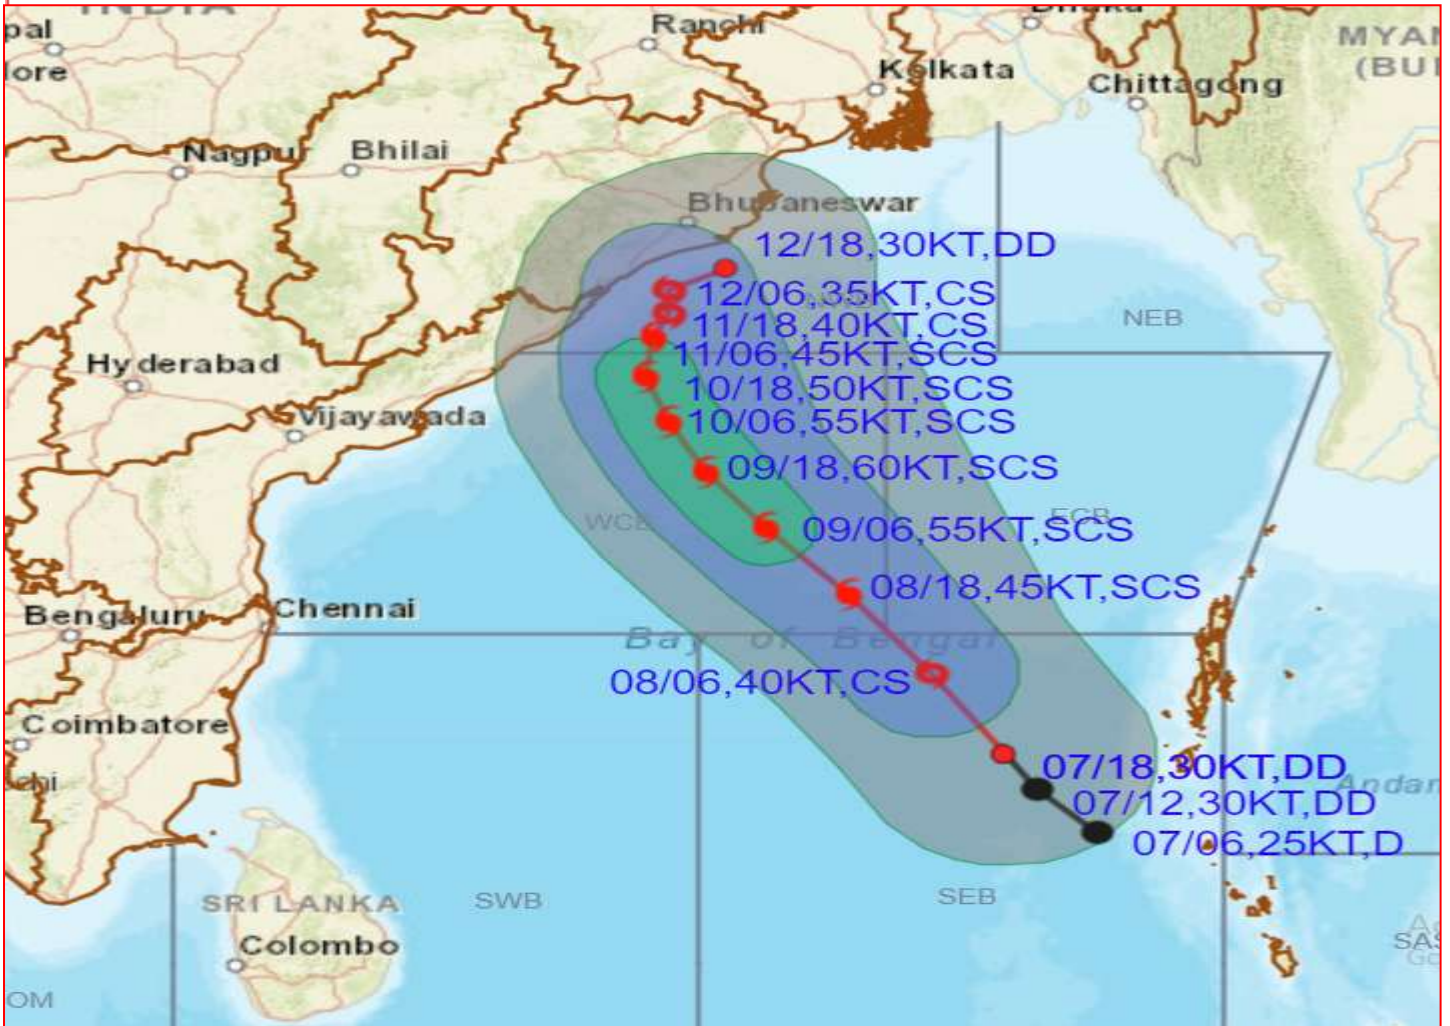 INDIA
pal
Ranchi
Dhaka
MYAN
lore
Kolkata
(BU
Chittagong
Nagpur
Bhilai
Bhubaneswar
12/18,30KT,DD
12/06,35KT,CS
11/18,40KT,CS
NEB
11/06,45KT,SCS
Hyderabad
10/18,50KT,SCS
Vijayawada
10/06,55KT,SCS
09/18,60KT,SCS
WCB
ECB
09/06,55KT,SCS
08/18,45KT,SCS
Bengaluru
Chennai
Bay of Bengal
08/06,40KT,CS
Coimbatore
07/18,30KT,DD
chi
Andam
07/12,30KT,DD
07/06,25KT,D
SRI LANKA
SWB
SEB
Colombo
SAS
OM